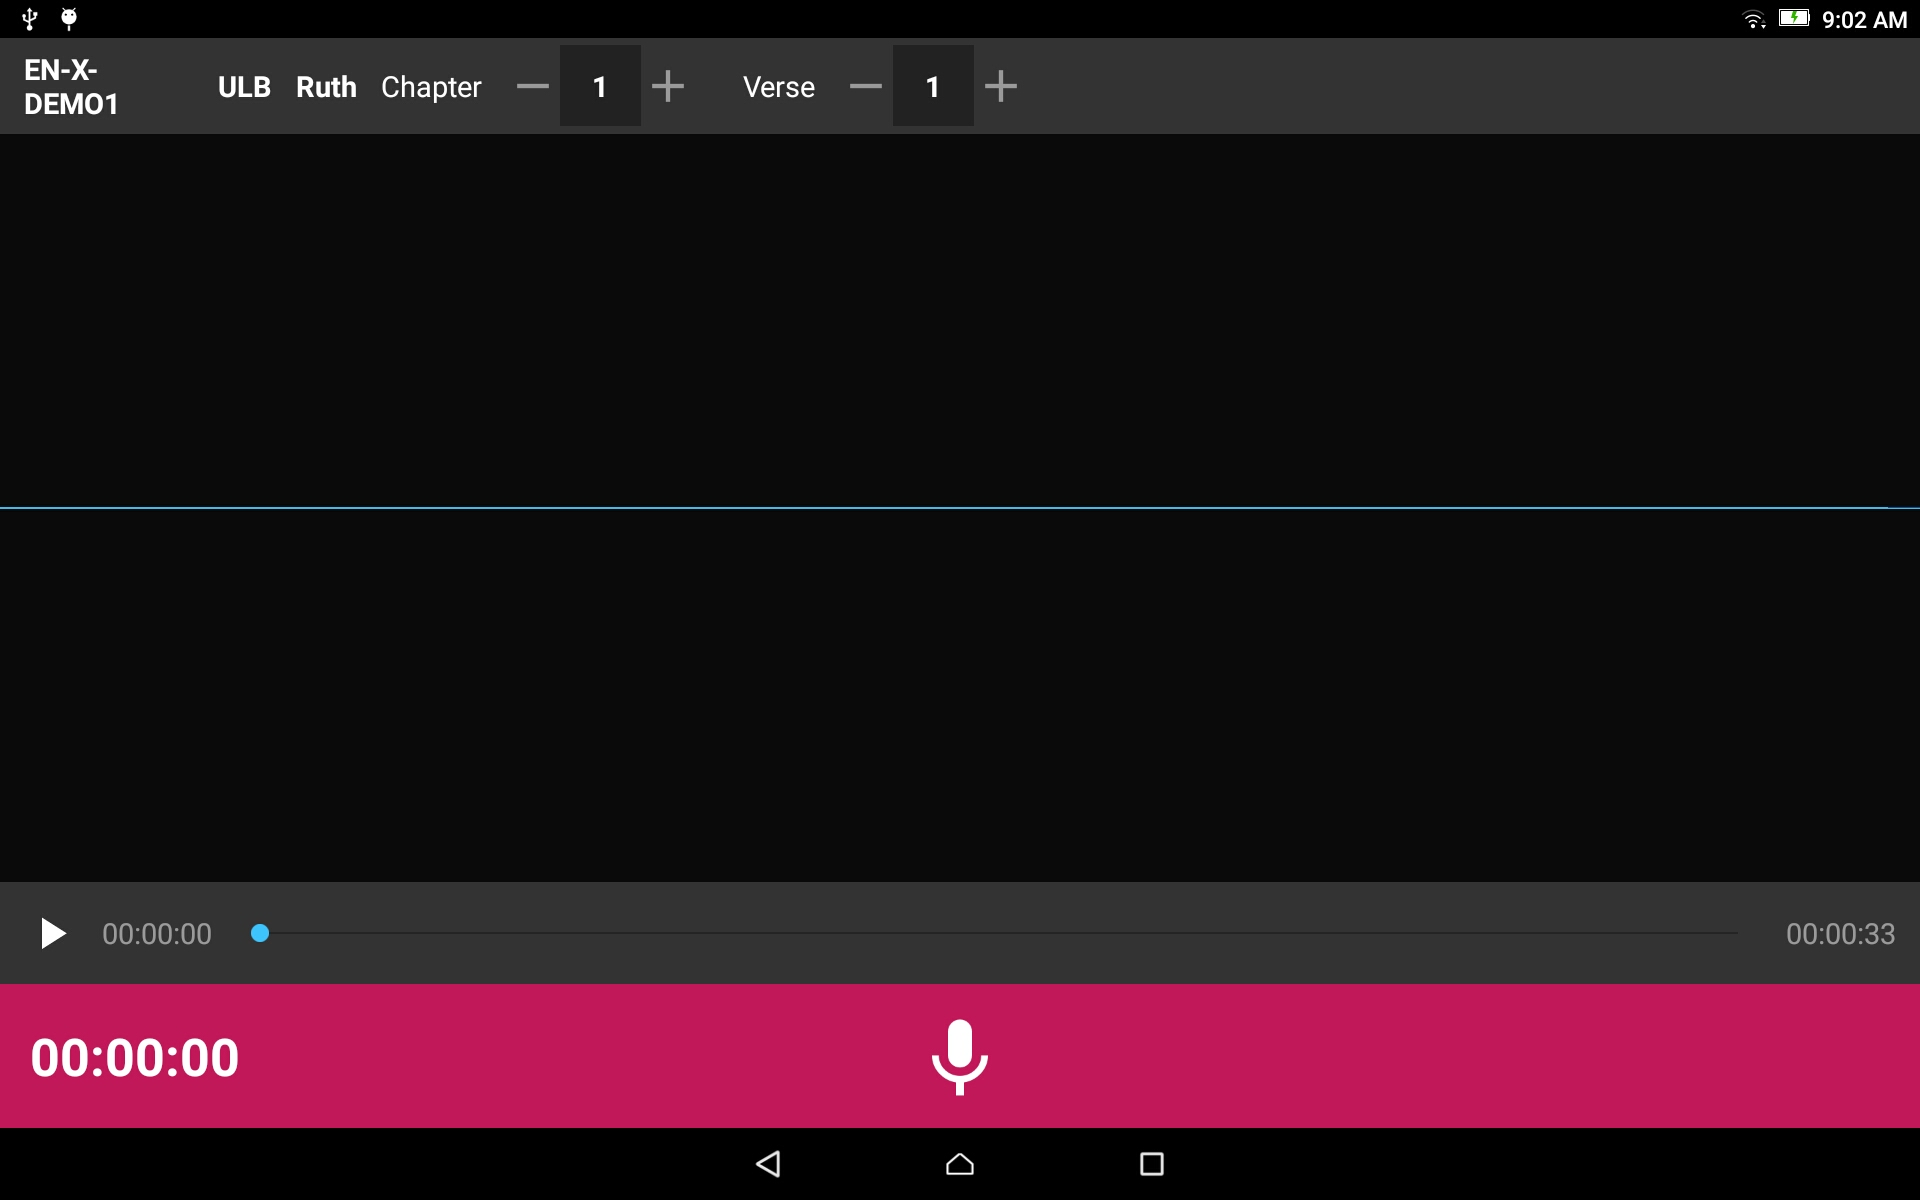 9:02 AM
EN-X-
DEMO1
ULB Ruth Chapter 1 Verse 1
00:00:00 00:00:33
00:00:00